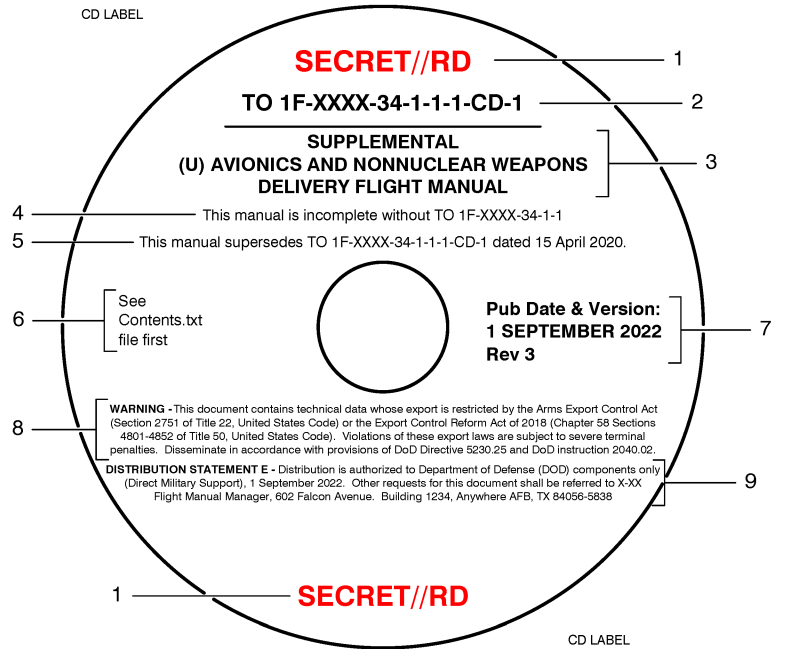 CD LABEL
SECRET//RD
1
TO 1F-XXXX-34-1-1-1-CD-1
2
SUPPLEMENTAL
(U) AVIONICS AND NONNUCLEAR WEAPONS
DELIVERY FLIGHT MANUAL
3
4
This manual is incomplete without TO 1F-XXXX-34-1-1
5
This manual supersedes TO 1F-XXXX-34-1-1-1-CD-1 dated 15 April 2020.
6
See
Contents.txt
file first
Pub Date & Version:
1 SEPTEMBER 2022
Rev 3
7
8
WARNING - This document contains technical data whose export is restricted by the Arms Export Control Act
(Section 2751 of Title 22, United States Code) or the Export Control Reform Act of 2018 (Chapter 58 Sections
4801-4852 of Title 50, United States Code). Violations of these export laws are subject to severe terminal
penalties. Disseminate in accordance with provisions of DoD Directive 5230.25 and DoD instruction 2040.02.
DISTRIBUTION STATEMENT E - Distribution is authorized to Department of Defense (DOD) components only
(Direct Military Support), 1 September 2022. Other requests for this document shall be referred to X-XX
Flight Manual Manager, 602 Falcon Avenue. Building 1234, Anywhere AFB, TX 84056-5838
9
1
SECRET//RD
CD LABEL